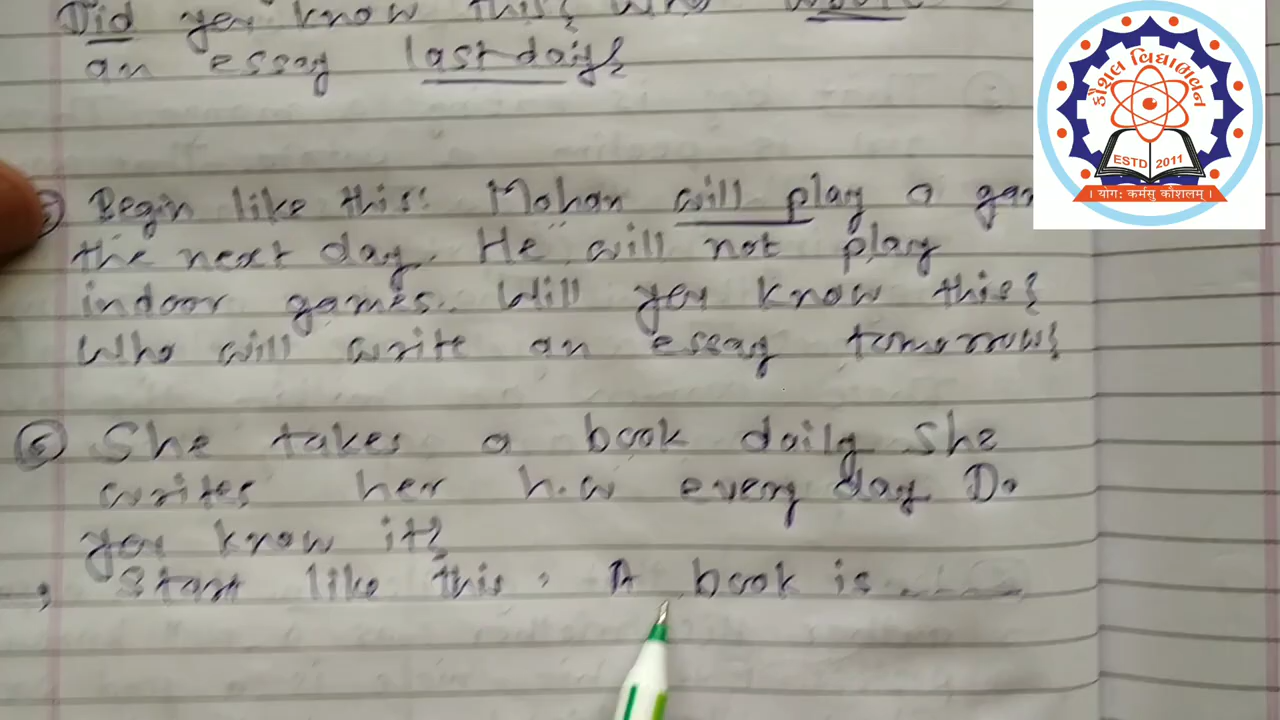 Did you know this? Who
an essay last day?
Begin like this: Mohan will play a
the next day. He will not play
indoor games. Will you know this?
Who will write an essay tomorrow?
6 She takes a book daily She
writes her h.w every day Do
you know it?
→ Start like this: A book is -----
કૌશલ વિદ્યાભવન
ESTD 2011
। योगः कर्मसु कौशलम् ।